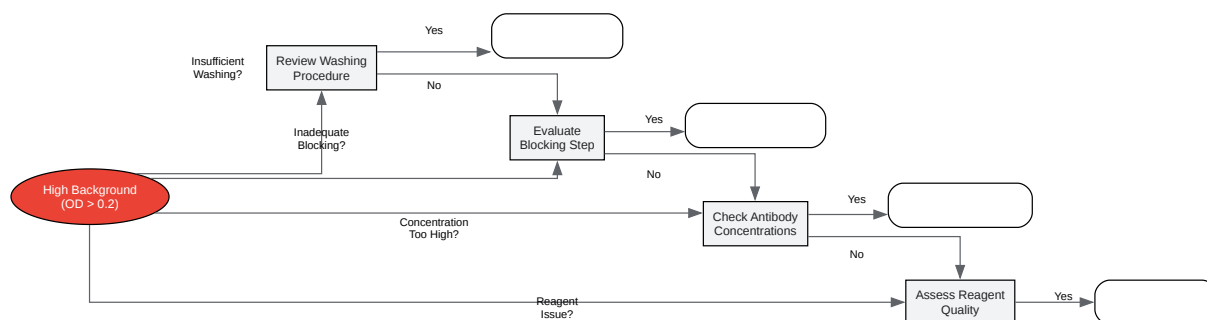 Yes
Insufficient
Washing?
Review Washing
Procedure
No
Inadequate
Blocking?
Evaluate
Blocking Step
Yes
No
High Background
(OD > 0.2)
Concentration
Too High?
Check Antibody
Concentrations
Yes
No
Reagent
Issue?
Assess Reagent
Quality
Yes